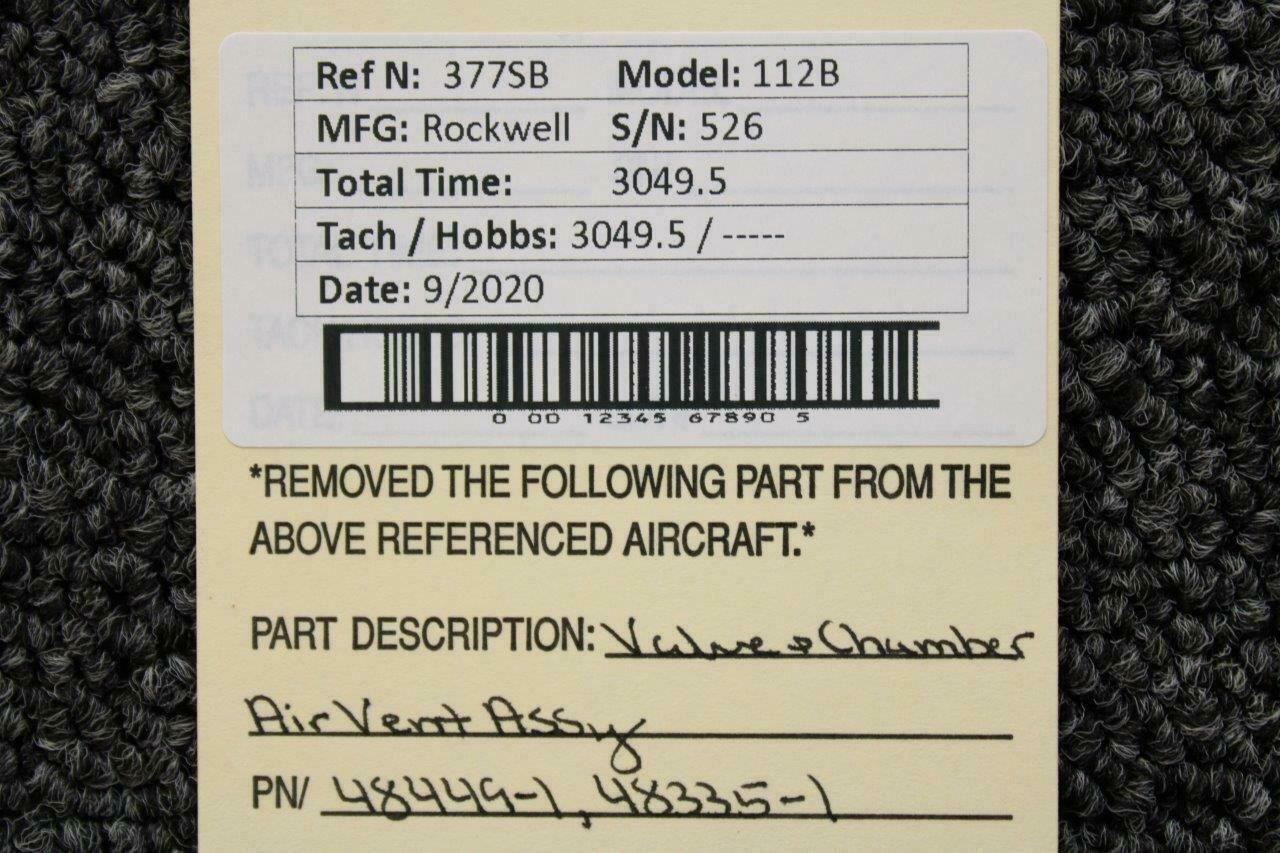 Ref N: 377SB Model: 112B
MFG: Rockwell S/N: 526
Total Time: 3049.5
Tach / Hobbs: 3049.5 / -----
Date: 9/2020
0 00 12345 67890 5
*REMOVED THE FOLLOWING PART FROM THE
ABOVE REFERENCED AIRCRAFT.*
PART DESCRIPTION: Valve & Chamber
Air Vent Assy
PN/ 48449-1, 48335-1